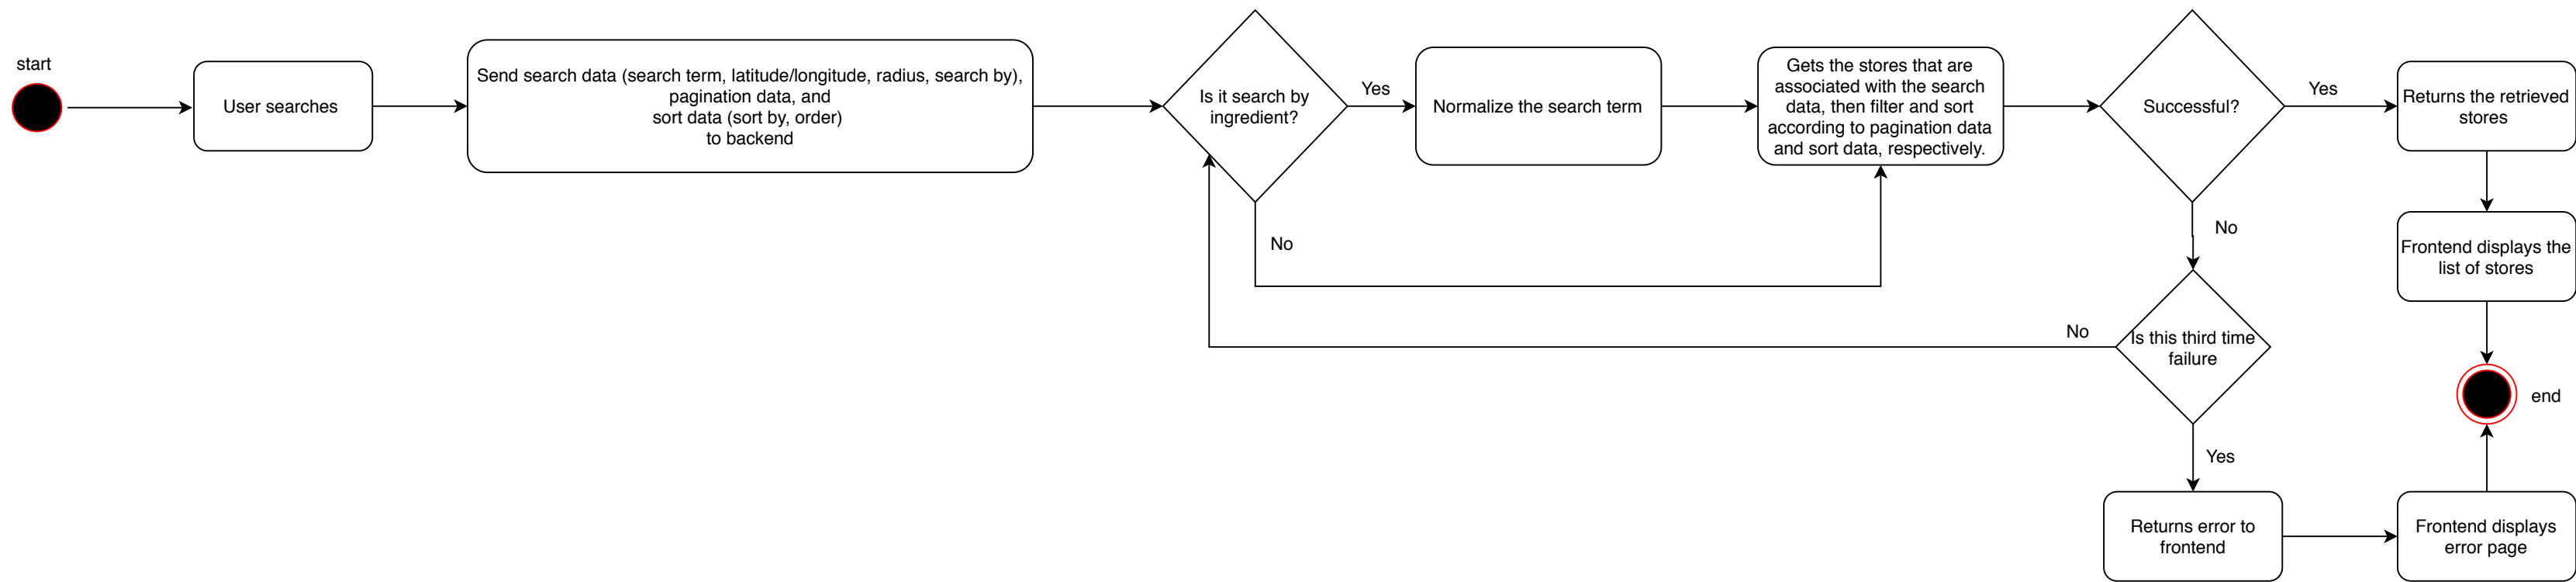 start
User searches
Send search data (search term, latitude/longitude, radius, search by),
pagination data, and
sort data (sort by, order)
to backend
Is it search by
ingredient?
Yes
No
Normalize the search term
Gets the stores that are
associated with the search
data, then filter and sort
according to pagination data
and sort data, respectively.
Successful?
Yes
No
Returns the retrieved
stores
Frontend displays the
list of stores
end
Is this third time
failure
No
Yes
Returns error to
frontend
Frontend displays
error page